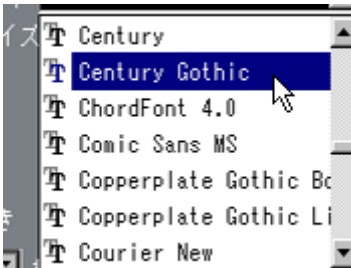 イズ
Century
Century Gothic
ChordFont 4.0
Comic Sans MS
Copperplate Gothic Bo
Copperplate Gothic Li
き
Courier New